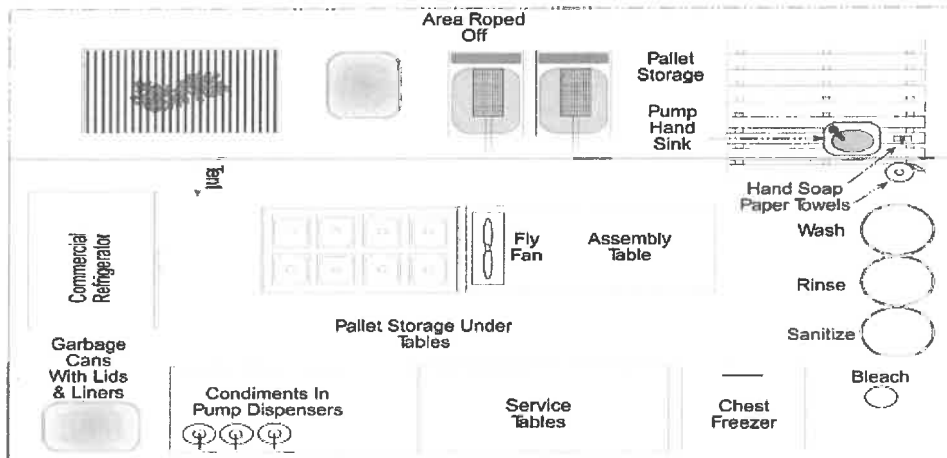 Area Roped
Off
Pallet
Storage
Pump
Hand
Sink
Tent
Hand Soap
Paper Towels
Commercial
Refrigerator
Fly
Fan
Assembly
Table
Wash
Rinse
Sanitize
Pallet Storage Under
Tables
Garbage
Cans
With Lids
& Liners
Condiments In
Pump Dispensers
Service
Tables
Chest
Freezer
Bleach